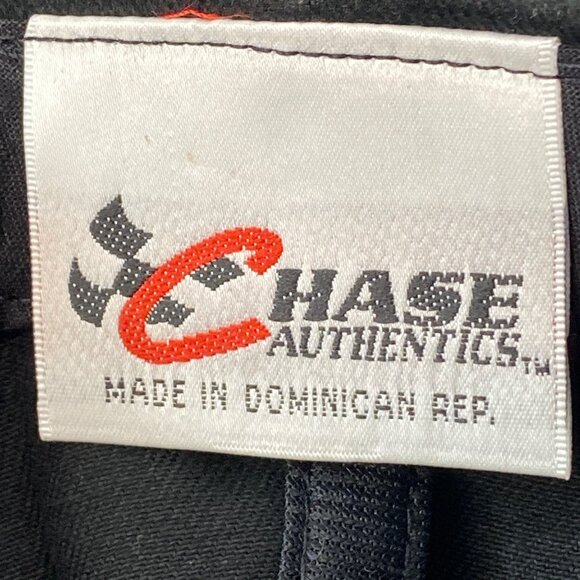 CHASE
AUTHENTICS™
MADE IN DOMINICAN REP.